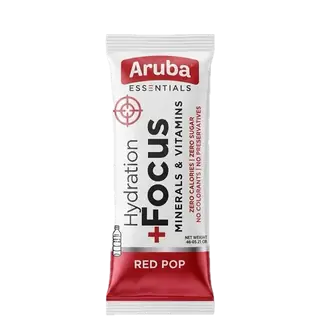 Aruba
ESSENTIALS
Hydration
+Focus
MINERALS & VITAMINS
ZERO CALORIES | ZERO SUGAR
NO COLORANTS | NO PRESERVATIVES
NET WEIGHT
RED POP